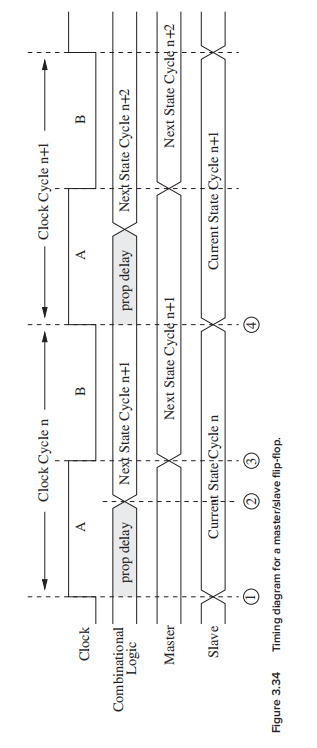 Clock Cycle n
Clock Cycle n+1
Clock
A
B
A
B
Combinational
Logic
prop delay
Next State Cycle n+1
prop delay
Next State Cycle n+2
Master
Next State Cycle n+1
Next State Cycle n+2
Slave
Current State Cycle n
Current State Cycle n+1
1
2
3
4
Figure 3.34 Timing diagram for a master/slave flip-flop.